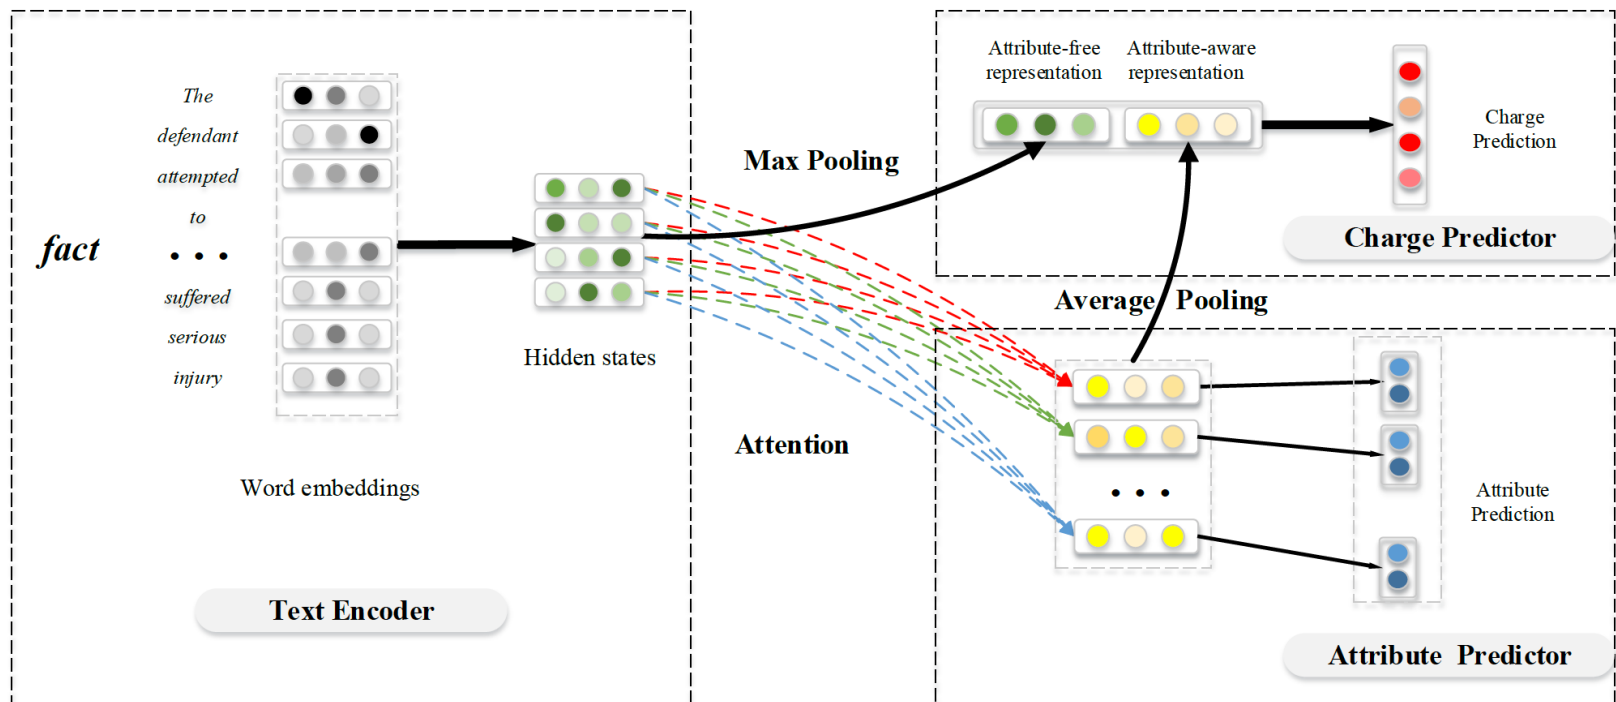 fact
The
defendant
attempted
to
...
suffered
serious
injury
Word embeddings
Text Encoder
Hidden states
Max Pooling
Attention
Average Pooling
Attribute-free
representation
Attribute-aware
representation
Charge
Prediction
Charge Predictor
...
Attribute
Prediction
Attribute Predictor